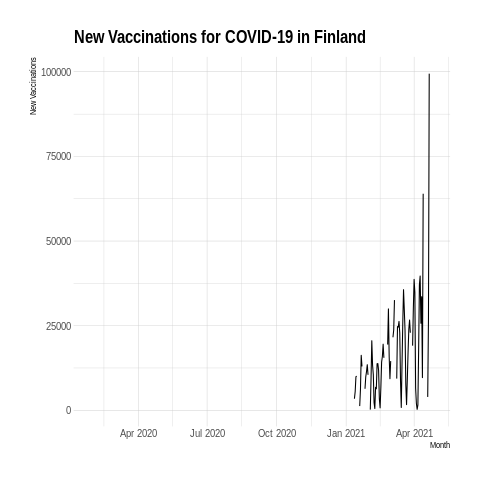 New Vaccinations for COVID-19 in Finland
New Vaccinations
100000
75000
50000
25000
0
Apr 2020 Jul 2020 Oct 2020 Jan 2021 Apr 2021
Month